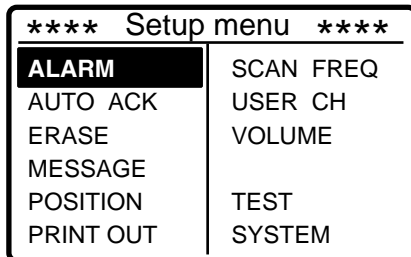 **** Setup menu ****
ALARM
AUTO ACK
ERASE
MESSAGE
POSITION
PRINT OUT
SCAN FREQ
USER CH
VOLUME
TEST
SYSTEM